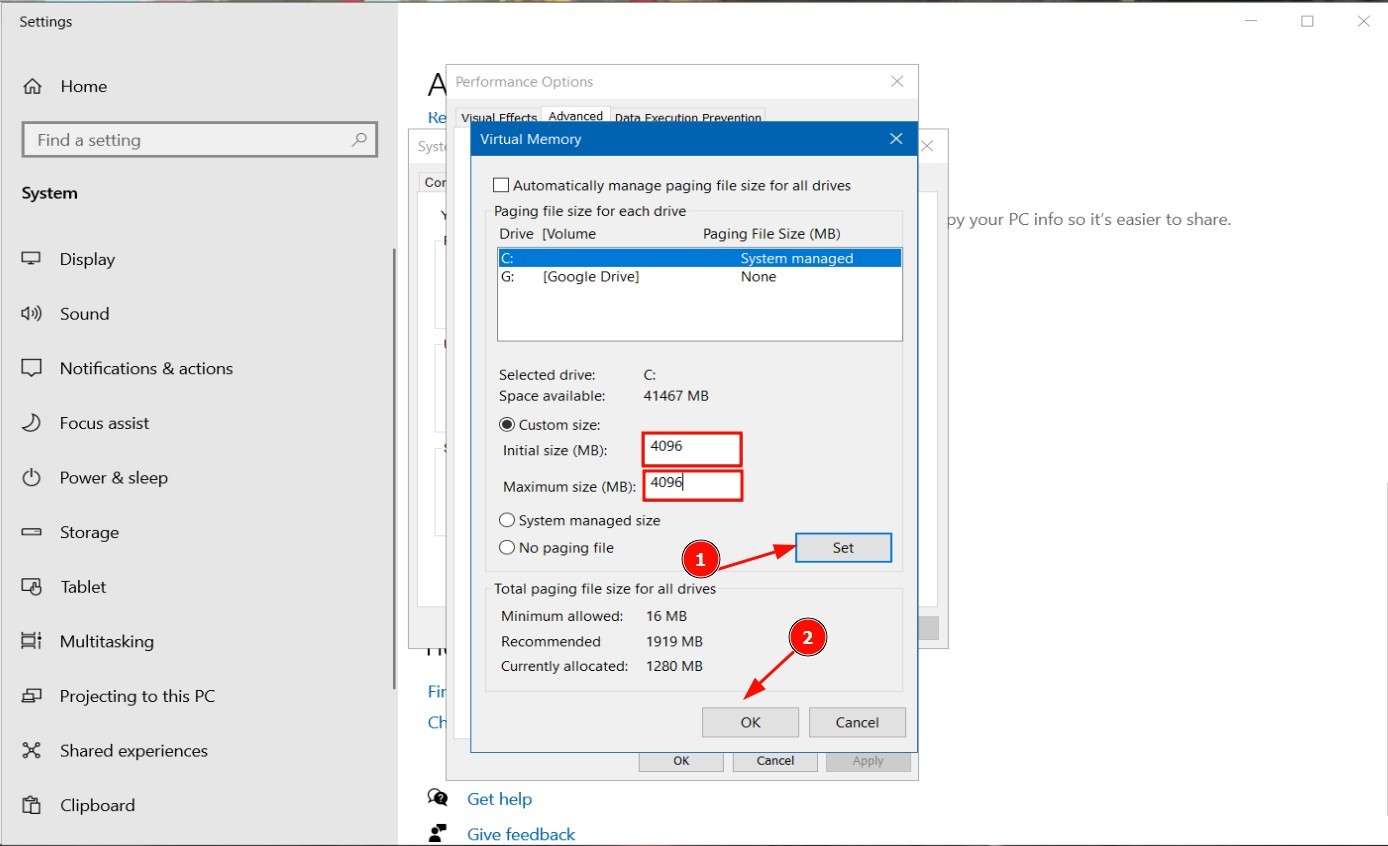 Settings
Home
Find a setting
System
Display
Sound
Notifications & actions
Focus assist
Power & sleep
Storage
Tablet
Multitasking
Projecting to this PC
Shared experiences
Clipboard
A
Re
Performance Options
Visual Effects Advanced Data Execution Prevention
Syst
Cor
py your PC info so it's easier to share.
Virtual Memory
Automatically manage paging file size for all drives
Paging file size for each drive
Drive [Volume Paging File Size (MB)
C: System managed
G: [Google Drive] None
Selected drive: C:
Space available: 41467 MB
Custom size:
Initial size (MB): 4096
Maximum size (MB): 4096
System managed size
No paging file
1
Set
Total paging file size for all drives
Minimum allowed: 16 MB
Recommended 1919 MB
Currently allocated: 1280 MB
2
OK Cancel
OK Cancel Apply
Fin
Ch
Get help
Give feedback